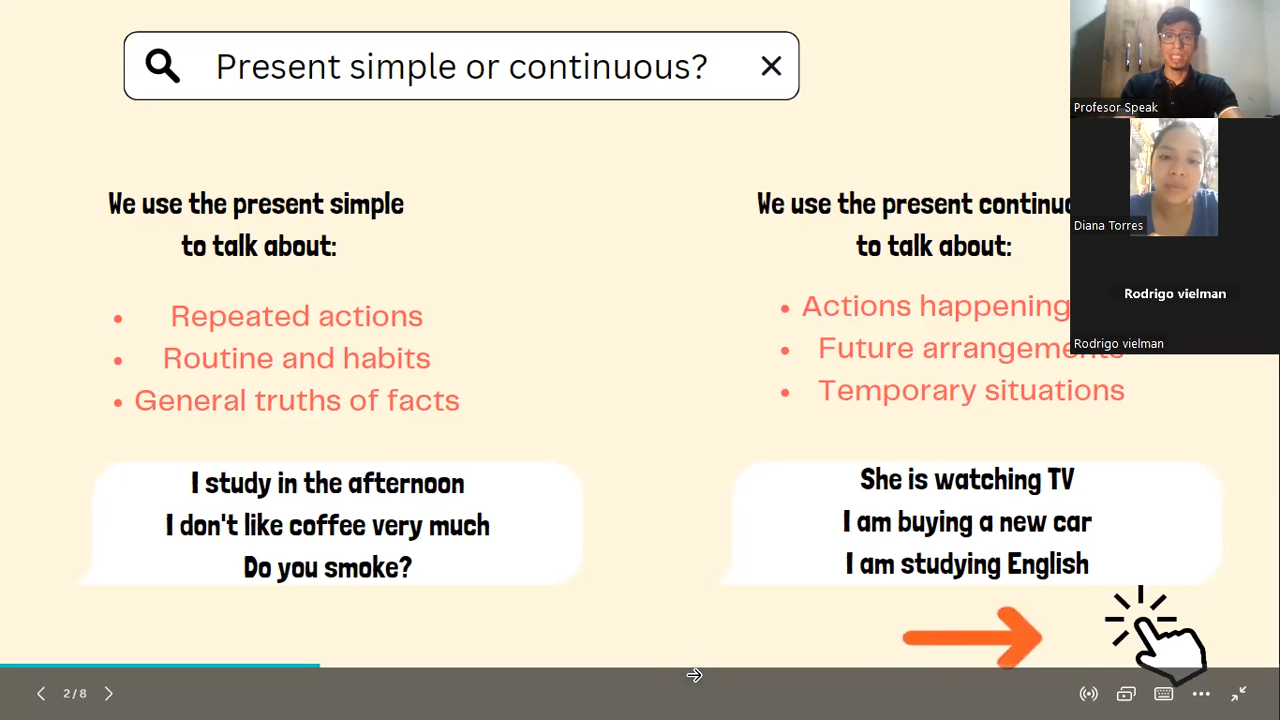 Present simple or continuous?
We use the present simple
to talk about:
Repeated actions
Routine and habits
General truths of facts
I study in the afternoon
I don't like coffee very much
Do you smoke?
We use the present
to talk about:
Actions happening
Future arrangements
Temporary situations
She is watching TV
I am buying a new car
I am studying English
Profesor Speak
Diana Torres
Rodrigo vielman
Rodrigo vielman
2/8